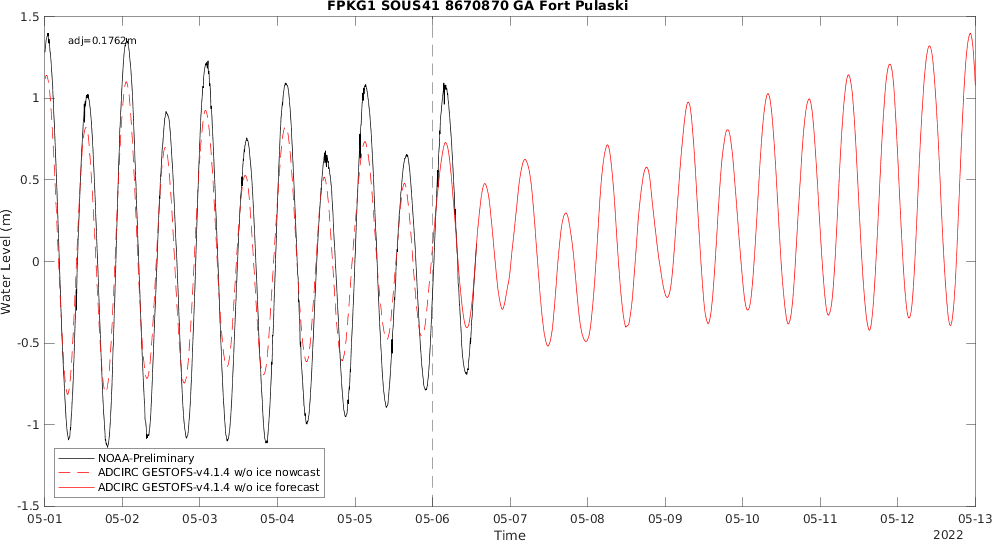 FPKG1 SOUS41 8670870 GA Fort Pulaski
adj=0.1762m
1.5
1
0.5
0
-0.5
-1
-1.5
Water Level (m)
NOAA-Preliminary
ADCIRC GESTOFS-v4.1.4 w/o ice nowcast
ADCIRC GESTOFS-v4.1.4 w/o ice forecast
05-01 05-02 05-03 05-04 05-05 05-06 05-07 05-08 05-09 05-10 05-11 05-12 05-13
Time
2022